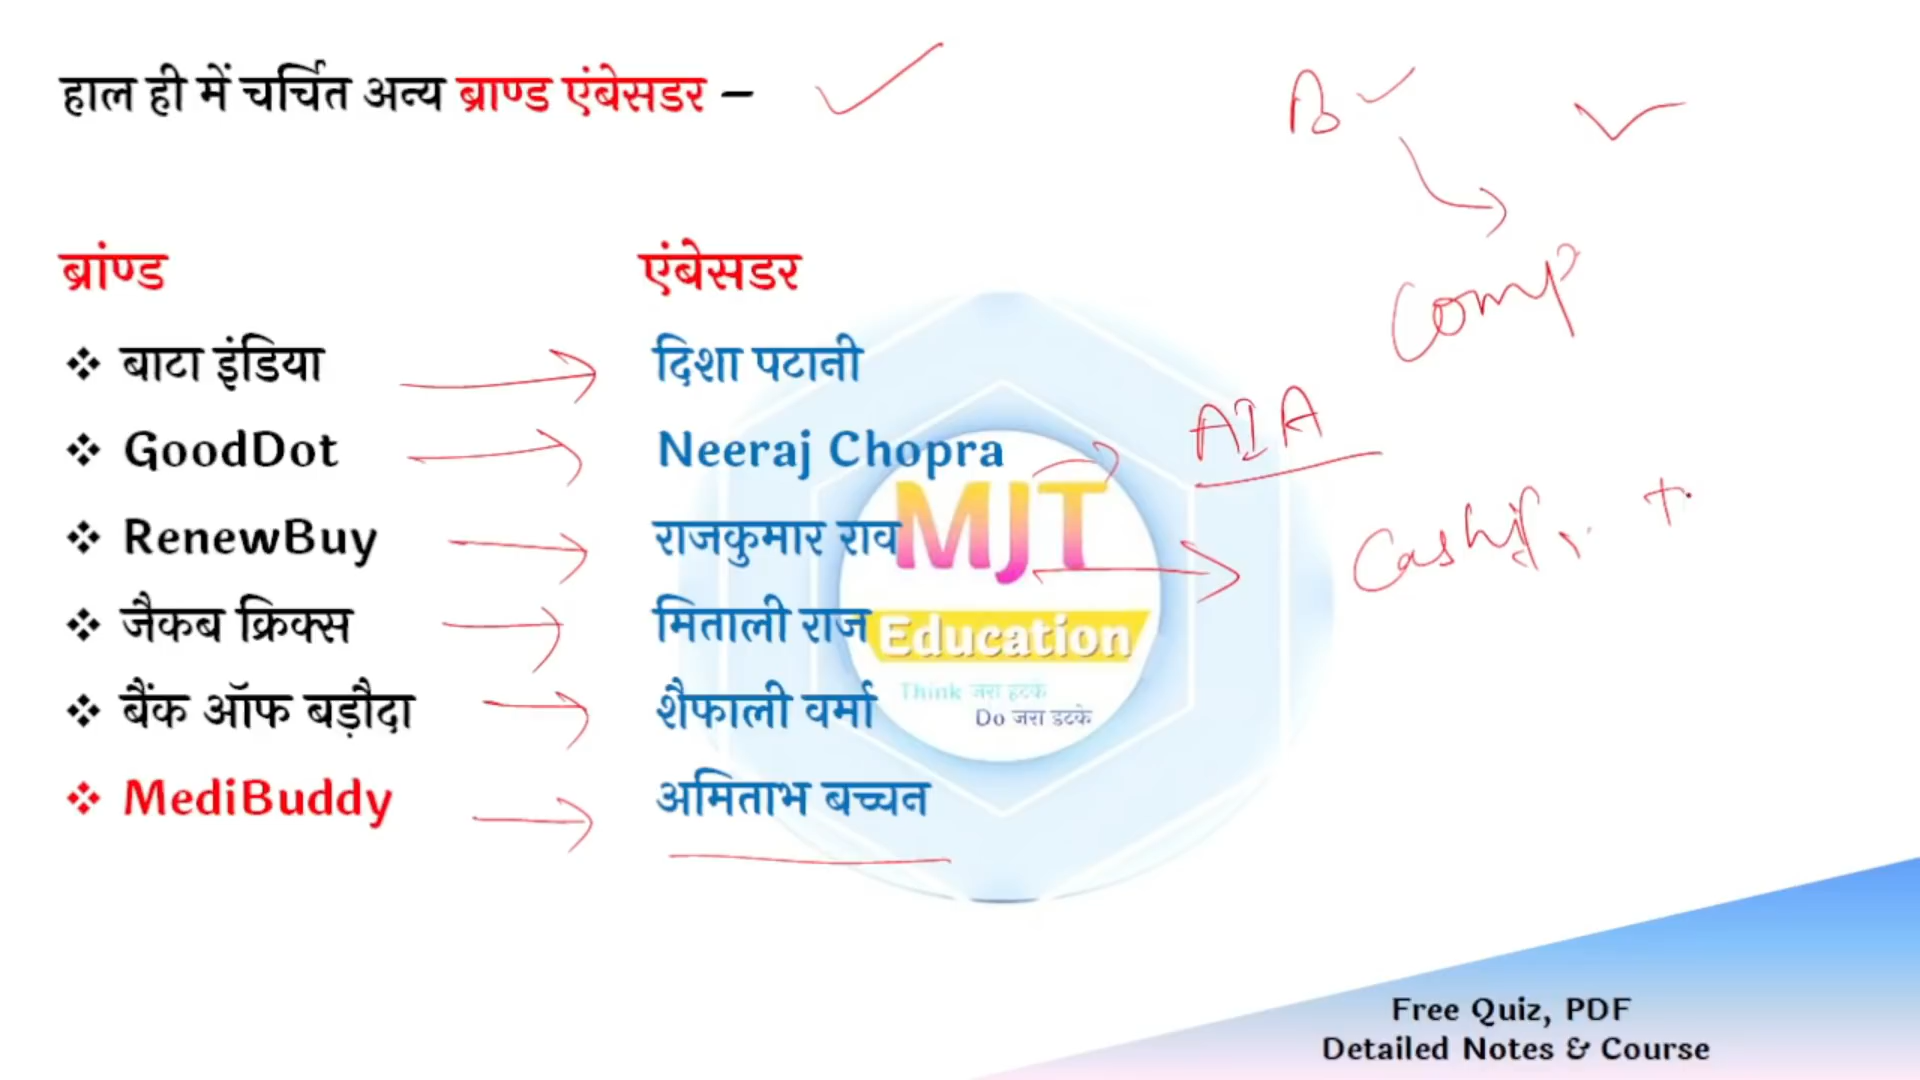 हाल ही में चर्चित अन्य ब्राण्ड एंबेसडर –
ब्रांण्ड एंबेसडर
❖ बाटा इंडिया दिशा पटानी
❖ GoodDot Neeraj Chopra
❖ RenewBuy राजकुमार राव
❖ जैकब क्रिक्स मिताली राज
❖ बैंक ऑफ बड़ौदा शैफाली वर्मा
❖ MediBuddy अमिताभ बच्चन
Comp
AIA
MJT
Education
Think जरा हटके
Do जरा डटके
Free Quiz, PDF
Detailed Notes & Course